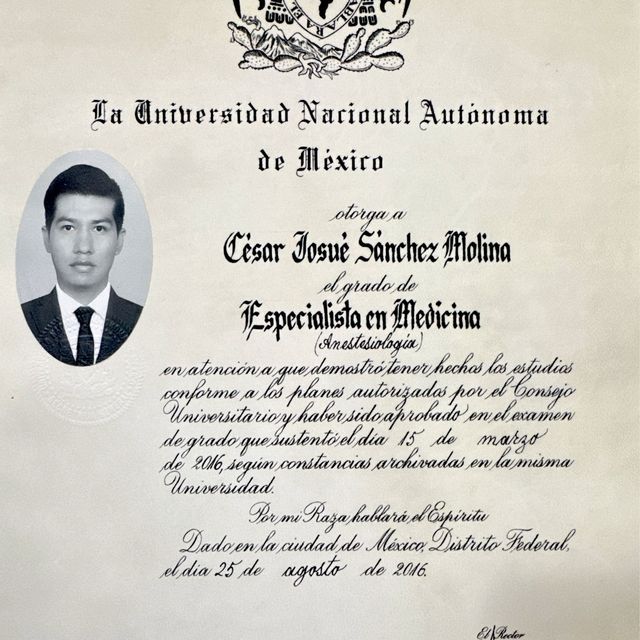 La Universidad Nacional Autónoma
de México
otorga a
César Josué Sánchez Molina
el grado de
Especialista en Medicina
(Anestesiología)
en atención a que demostró tener hechos los estudios
conforme a los planes autorizados por el Consejo
Universitario y haber sido aprobado en el examen
de grado que sustentó el día 15 de marzo
de 2016, según constancias archivadas en la misma
Universidad.
Por mi Raza hablará el Espíritu
Dado en la ciudad de México, Distrito Federal,
el día 25 de agosto de 2016.
El Rector